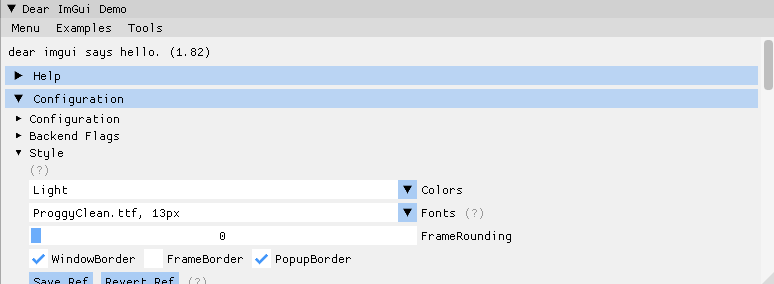 Dear ImGui Demo
Menu Examples Tools
dear imgui says hello. (1.82)
Help
Configuration
Configuration
Backend Flags
Style
(?)
Light Colors
ProggyClean.ttf, 13px Fonts (?)
0 FrameRounding
WindowBorder FrameBorder PopupBorder
Save Ref Revert Ref (?)